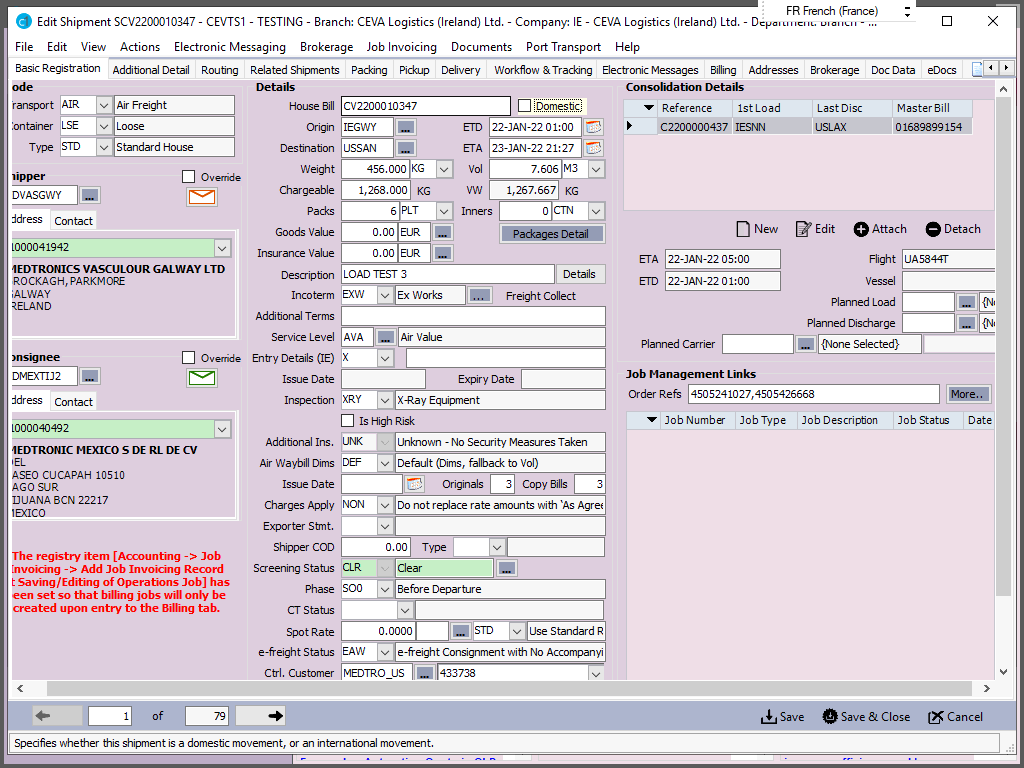 Edit Shipment SCV2200010347 - CEVTS1 - TESTING - Branch: CEVA Logistics (Ireland) Ltd. - Company: IE - CEVA Logistics (Ireland) Ltd. - Department: Branch - ...
FR French (France)
File Edit View Actions Electronic Messaging Brokerage Job Invoicing Documents Port Transport Help
Basic Registration Additional Detail Routing Related Shipments Packing Pickup Delivery Workflow & Tracking Electronic Messages Billing Addresses Brokerage Doc Data eDocs
ode
ransport AIR Air Freight
ontainer LSE Loose
Type STD Standard House
hipper Override
DVASGWY ...
ddress Contact
1000041942
MEDTRONICS VASCULOUR GALWAY LTD
BROCKAGH, PARKMORE
GALWAY
RELAND
onsignee Override
DMEXTIJ2 ...
ddress Contact
1000040492
MEDTRONIC MEXICO S DE RL DE CV
DEL
ASEO CUCAPAH 10510
AGO SUR
TIJUANA BCN 22217
MEXICO
The registry item [Accounting -> Job
nvoicing -> Add Job Invoicing Record
t Saving/Editing of Operations Job] has
een set so that billing jobs will only be
created upon entry to the Billing tab.
Details
House Bill CV2200010347 Domestic
Origin IEGWY ... ETD 22-JAN-22 01:00
Destination USSAN ... ETA 23-JAN-22 21:27
Weight 456.000 KG Vol 7.606 M3
Chargeable 1,268.000 KG VW 1,267.667 KG
Packs 6 PLT Inners 0 CTN
Goods Value 0.00 EUR ... Packages Detail
Insurance Value 0.00 EUR ...
Description LOAD TEST 3 Details
Incoterm EXW Ex Works ... Freight Collect
Additional Terms
Service Level AVA ... Air Value
Entry Details (IE) X
Issue Date Expiry Date
Inspection XRY X-Ray Equipment
Is High Risk
Additional Ins. UNK Unknown - No Security Measures Taken
Air Waybill Dims DEF Default (Dims, fallback to Vol)
Issue Date Originals 3 Copy Bills 3
Charges Apply NON Do not replace rate amounts with 'As Agree
Exporter Stmt.
Shipper COD 0.00 Type
Screening Status CLR Clear ...
Phase SO0 Before Departure
CT Status
Spot Rate 0.0000 ... STD Use Standard R
e-freight Status EAW e-freight Consignment with No Accompanyi
Ctrl. Customer MEDTRO_US ... 433738
Consolidation Details
Reference 1st Load Last Disc Master Bill
C2200000437 IESNN USLAX 01689899154
New Edit Attach Detach
ETA 22-JAN-22 05:00 Flight UA5844T
ETD 22-JAN-22 01:00 Vessel
Planned Load ... {No
Planned Discharge ... {No
Planned Carrier ... {None Selected}
Job Management Links
Order Refs 4505241027,4505426668 More..
Job Number Job Type Job Description Job Status Date
1 of 79
Save Save & Close Cancel
Specifies whether this shipment is a domestic movement, or an international movement.